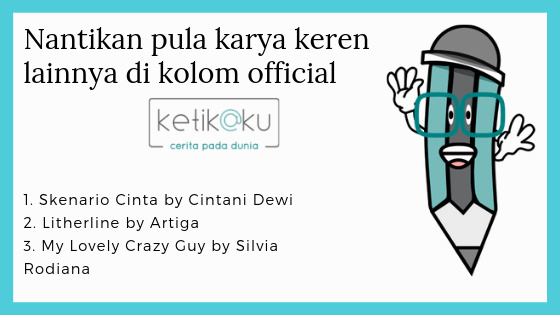 Nantikan pula karya keren
lainnya di kolom official
ketik@ku
cerita pada dunia
1. Skenario Cinta by Cintani Dewi
2. Litherline by Artiga
3. My Lovely Crazy Guy by Silvia
Rodiana